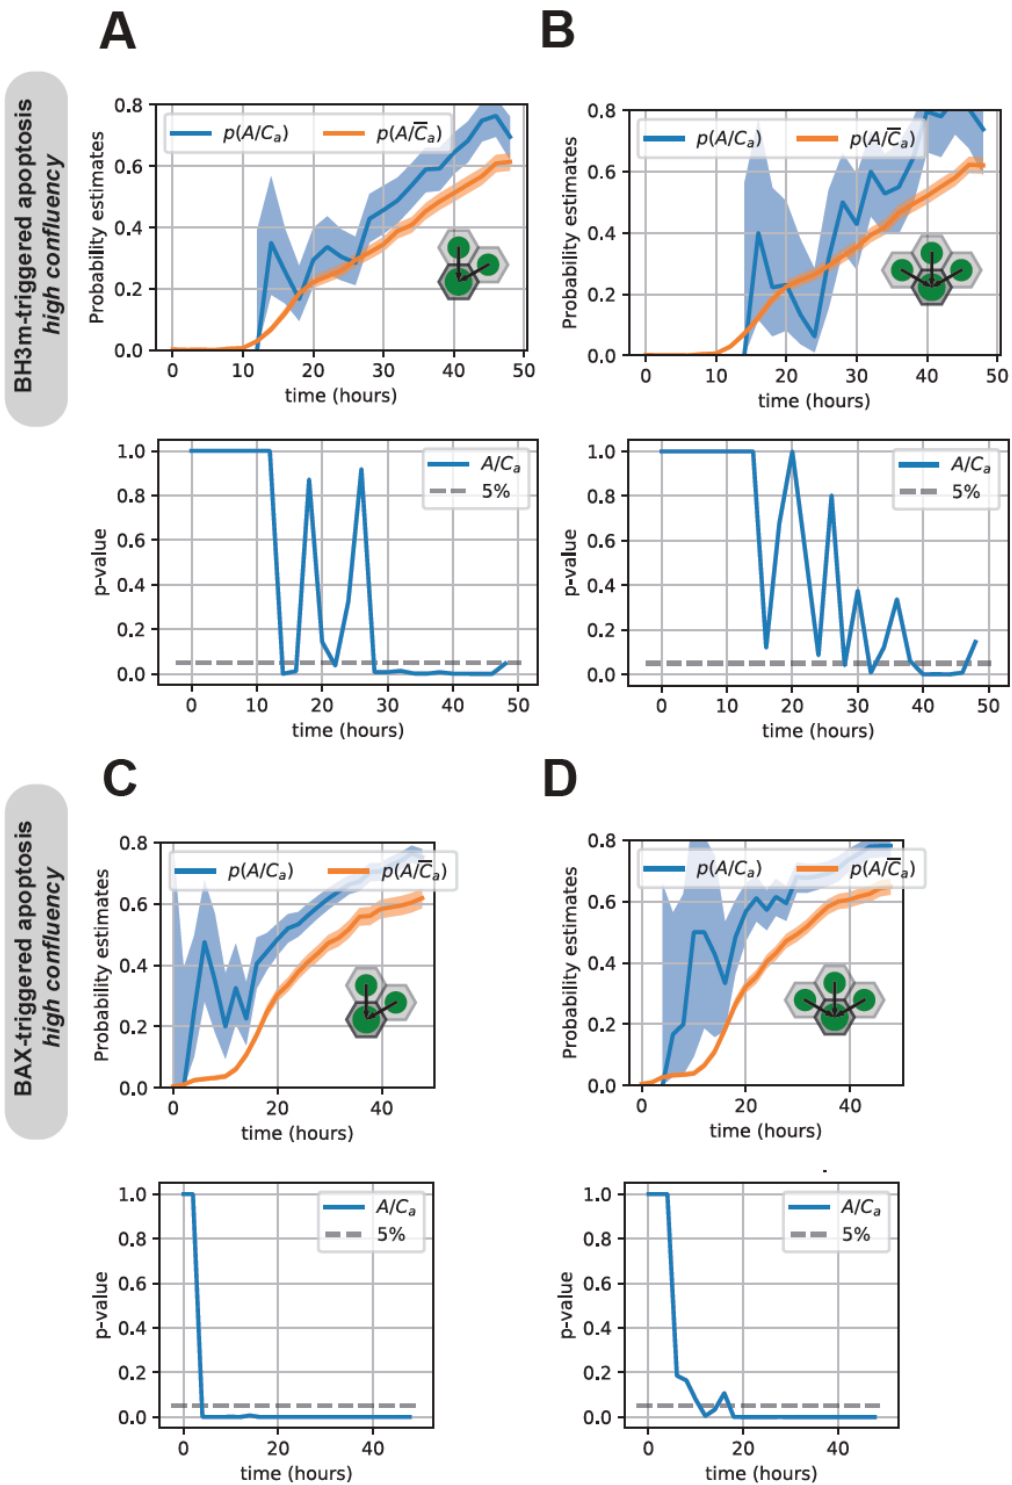 A
B
BH3m-triggered apoptosis
high confluency
0.8
0.6
0.4
0.2
0.0
Probability estimates
p(A/Cₐ)
p(A/C̅ₐ)
0 10 20 30 40 50
time (hours)
0.8
0.6
0.4
0.2
0.0
Probability estimates
p(A/Cₐ)
p(A/C̅ₐ)
0 10 20 30 40 50
time (hours)
1.0
0.8
0.6
0.4
0.2
0.0
p-value
A/Cₐ
5%
0 10 20 30 40 50
time (hours)
1.0
0.8
0.6
0.4
0.2
0.0
p-value
A/Cₐ
5%
0 10 20 30 40 50
time (hours)
C
D
BAX-triggered apoptosis
high confluency
0.8
0.6
0.4
0.2
0.0
Probability estimates
p(A/Cₐ)
p(A/C̅ₐ)
0 20 40
time (hours)
0.8
0.6
0.4
0.2
0.0
Probability estimates
p(A/Cₐ)
p(A/C̅ₐ)
0 20 40
time (hours)
1.0
0.8
0.6
0.4
0.2
0.0
p-value
A/Cₐ
5%
0 20 40
time (hours)
1.0
0.8
0.6
0.4
0.2
0.0
p-value
A/Cₐ
5%
0 20 40
time (hours)